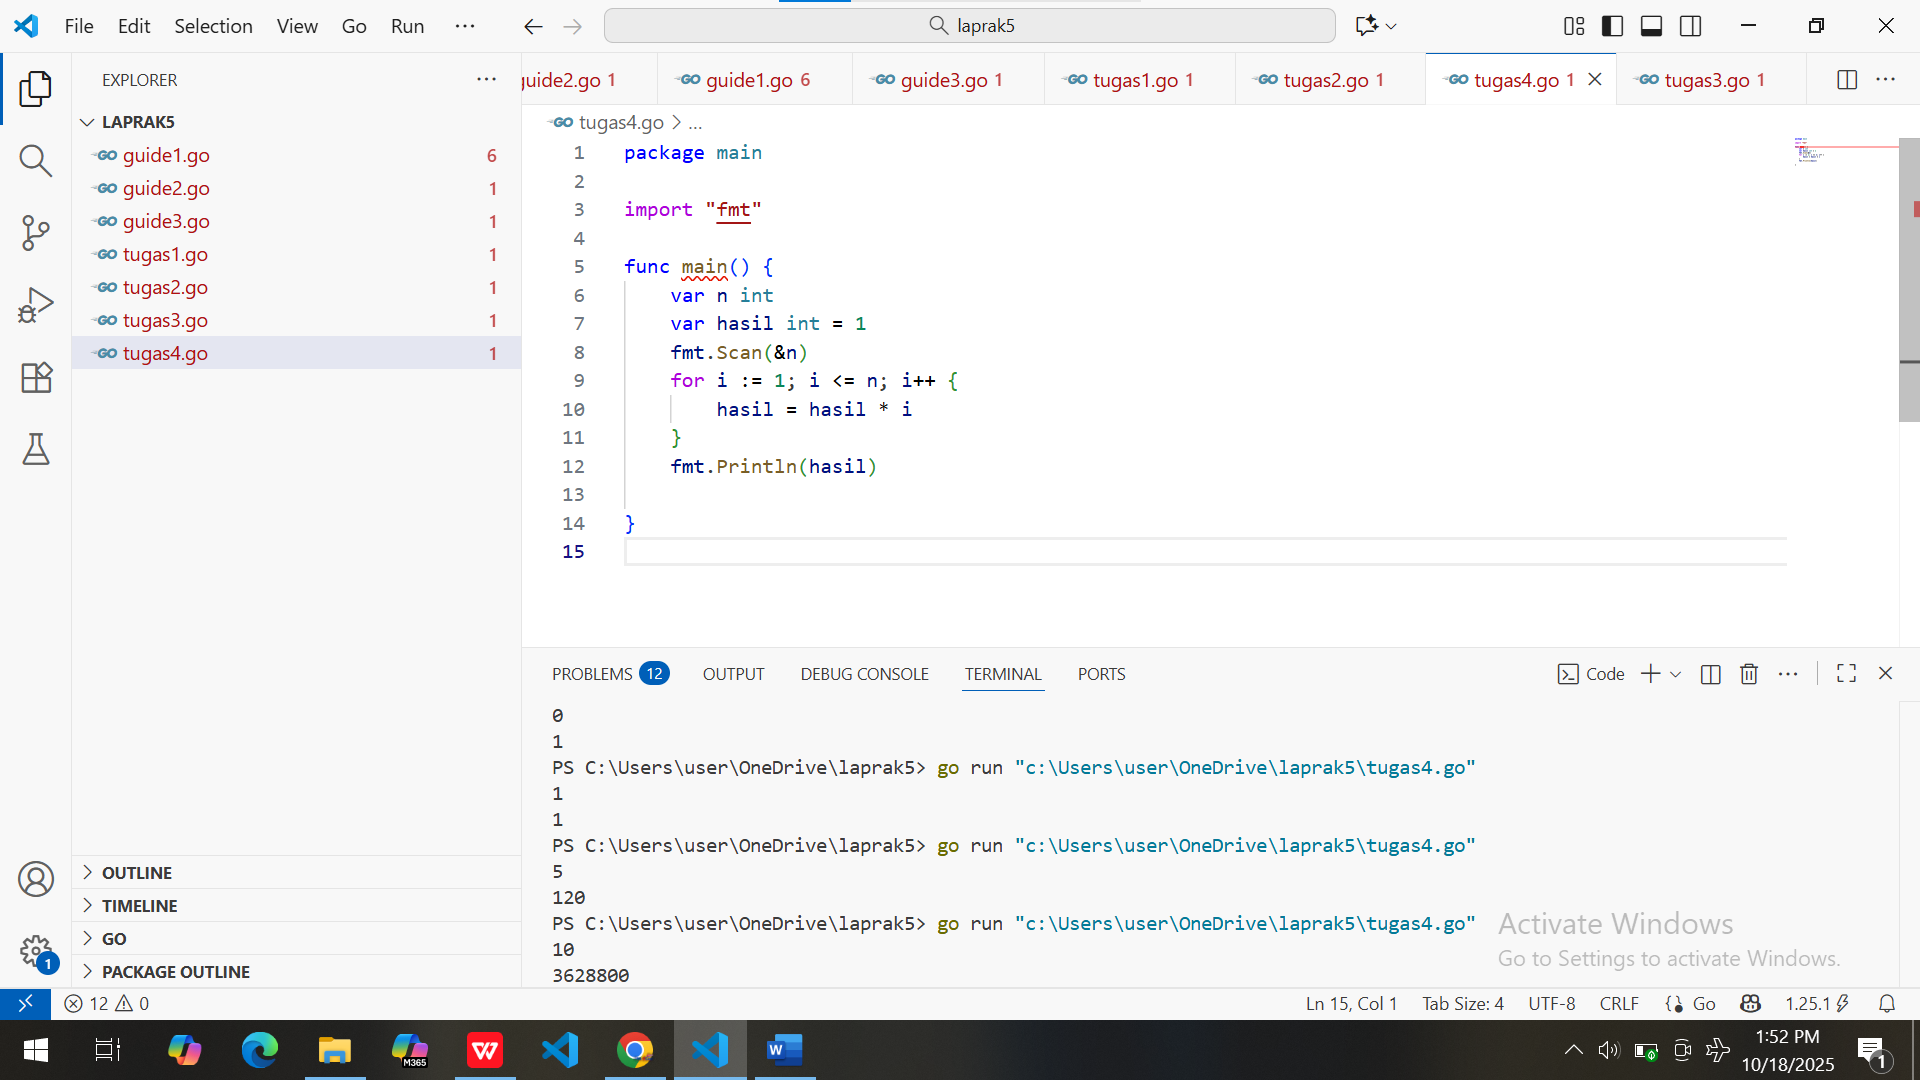 File Edit Selection View Go Run ···
laprak5
EXPLORER ···
LAPRAK5
guide1.go 6
guide2.go 1
guide3.go 1
tugas1.go 1
tugas2.go 1
tugas3.go 1
tugas4.go 1
OUTLINE
TIMELINE
GO
PACKAGE OUTLINE
guide2.go 1 guide1.go 6 guide3.go 1 tugas1.go 1 tugas2.go 1 tugas4.go 1 tugas3.go 1
tugas4.go > ...
1 package main
2
3 import "fmt"
4
5 func main() {
6 var n int
7 var hasil int = 1
8 fmt.Scan(&n)
9 for i := 1; i <= n; i++ {
10 hasil = hasil * i
11 }
12 fmt.Println(hasil)
13
14 }
15
PROBLEMS 12 OUTPUT DEBUG CONSOLE TERMINAL PORTS Code
0
1
PS C:\Users\user\OneDrive\laprak5> go run "c:\Users\user\OneDrive\laprak5\tugas4.go"
1
1
PS C:\Users\user\OneDrive\laprak5> go run "c:\Users\user\OneDrive\laprak5\tugas4.go"
5
120
PS C:\Users\user\OneDrive\laprak5> go run "c:\Users\user\OneDrive\laprak5\tugas4.go"
10
3628800
Activate Windows
Go to Settings to activate Windows.
1
12 0 Ln 15, Col 1 Tab Size: 4 UTF-8 CRLF {} Go 1.25.1
M365
W
1:52 PM
10/18/2025
1